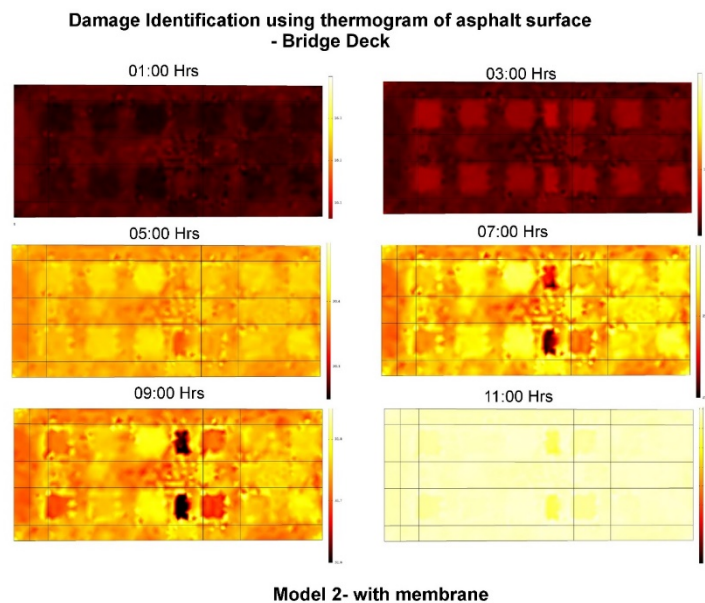 Damage Identification using thermogram of asphalt surface
- Bridge Deck
01:00 Hrs
03:00 Hrs
05:00 Hrs
07:00 Hrs
09:00 Hrs
11:00 Hrs
Model 2- with membrane